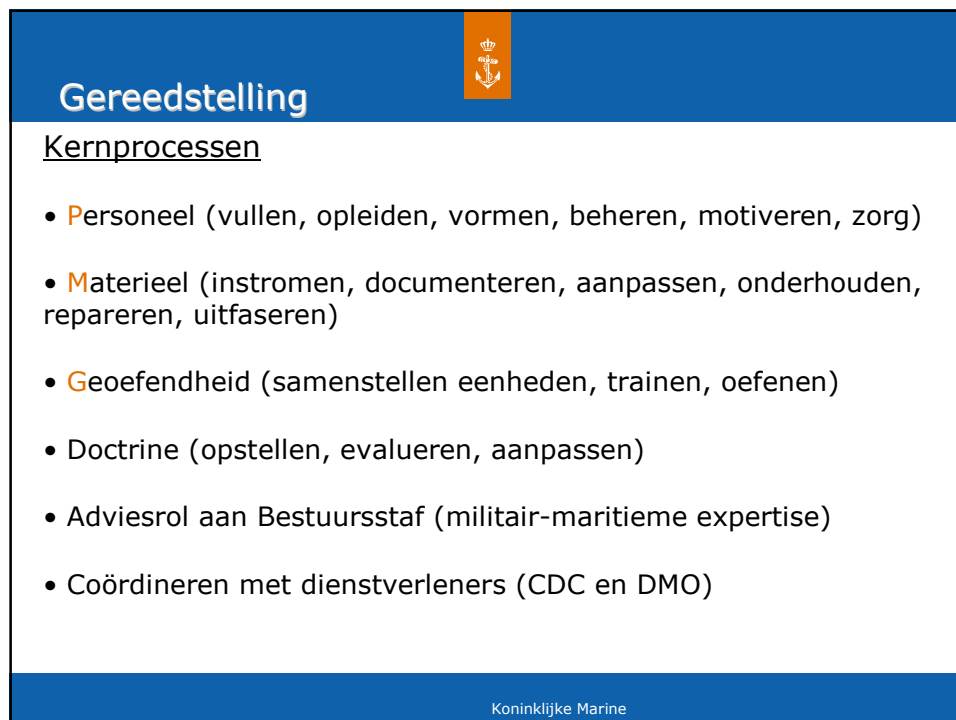 Gereedstelling
Kernprocessen
• Personeel (vullen, opleiden, vormen, beheren, motiveren, zorg)
• Materieel (instromen, documenteren, aanpassen, onderhouden,
repareren, uitfaseren)
• Geoefendheid (samenstellen eenheden, trainen, oefenen)
• Doctrine (opstellen, evalueren, aanpassen)
• Adviesrol aan Bestuursstaf (militair-maritieme expertise)
• Coördineren met dienstverleners (CDC en DMO)
Koninklijke Marine